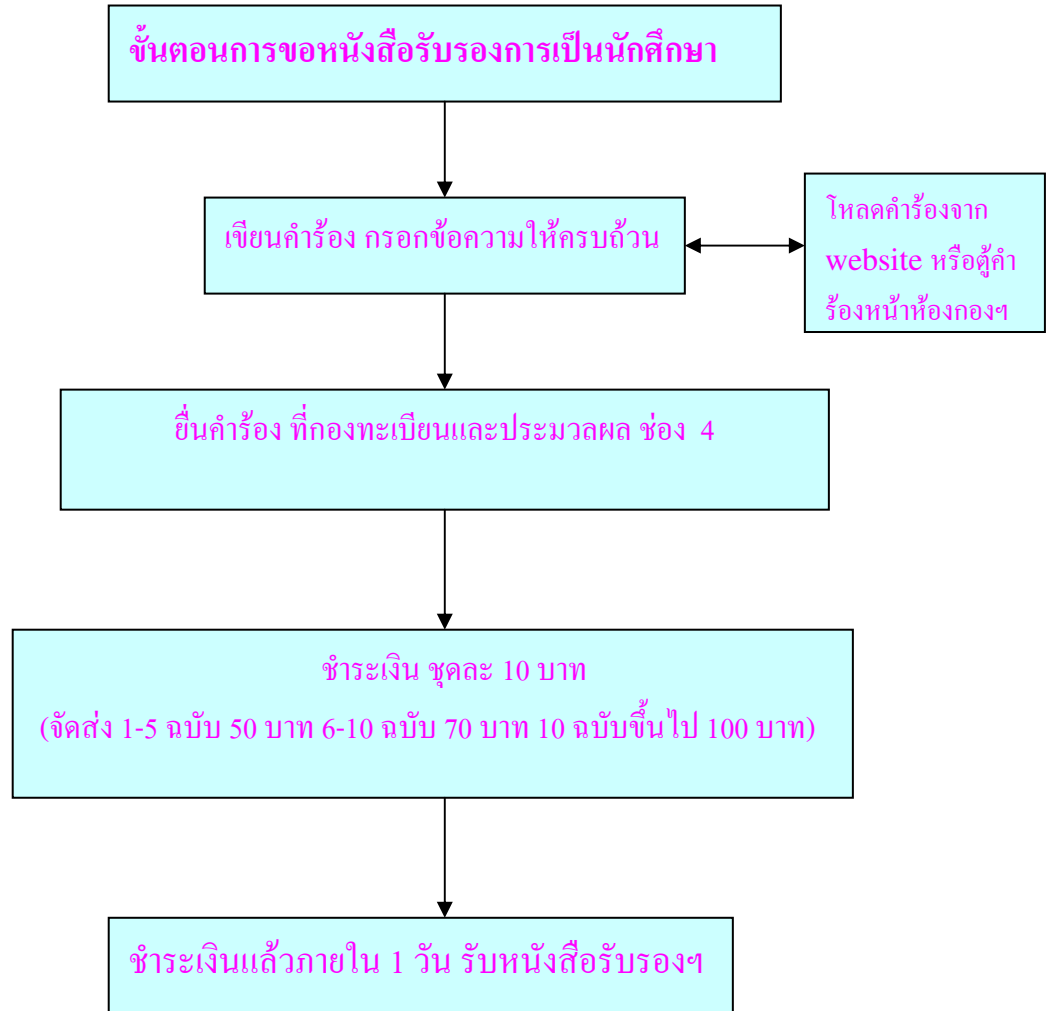 ขั้นตอนการขอหนังสือรับรองการเป็นนักศึกษา
เขียนคำร้อง กรอกข้อความให้ครบถ้วน
โหลดคำร้องจาก
website หรือตู้คำ
ร้องหน้าห้องกองฯ
ยื่นคำร้อง ที่กองทะเบียนและประมวลผล ช่อง 4
ชำระเงิน ชุดละ 10 บาท
(จัดส่ง 1-5 ฉบับ 50 บาท 6-10 ฉบับ 70 บาท 10 ฉบับขึ้นไป 100 บาท)
ชำระเงินแล้วภายใน 1 วัน รับหนังสือรับรองฯ